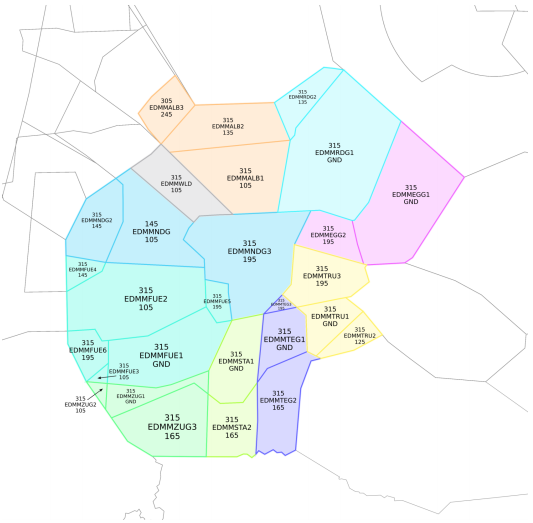 315
EDMMRDG2
135
305
EDMMALB3
245
315
EDMMALB2
135
315
EDMMRDG1
GND
315
EDMMWLD
105
315
EDMMALB1
105
315
EDMMEGG1
GND
315
EDMMNDG2
145
145
EDMMNDG
105
315
EDMMEGG2
195
315
EDMMNDG3
195
315
EDMMFUE4
145
315
EDMMTRU3
195
315
EDMMFUE2
105
315
EDMMFUE5
195
315
EDMMTEG3
195
315
EDMMTRU1
GND
315
EDMMTRU2
125
315
EDMMTEG1
GND
315
EDMMFUE6
195
315
EDMMFUE1
GND
315
EDMMSTA1
GND
315
EDMMFUE3
105
315
EDMMZUG1
GND
315
EDMMZUG2
105
315
EDMMTEG2
165
315
EDMMZUG3
165
315
EDMMSTA2
165